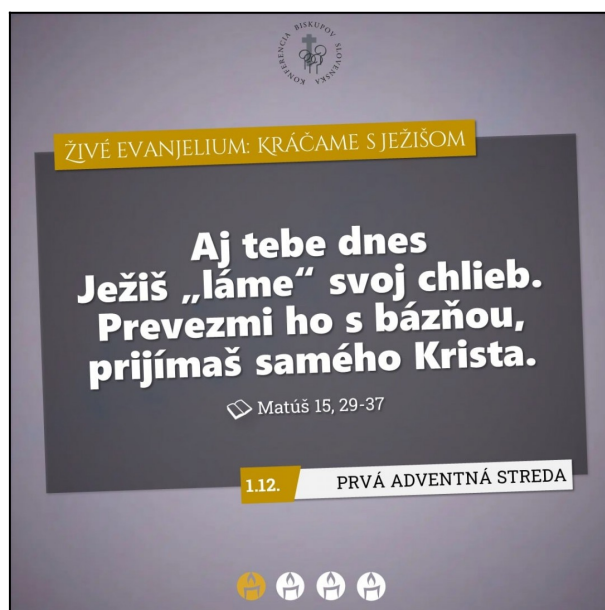 KONFERENCIA BISKUPOV SLOVENSKA
ŽIVÉ EVANJELIUM: KRÁČAME S JEŽIŠOM
Aj tebe dnes
Ježiš „láme“ svoj chlieb.
Prevezmi ho s bázňou,
prijímaš samého Krista.
Matúš 15, 29-37
1.12. PRVÁ ADVENTNÁ STREDA